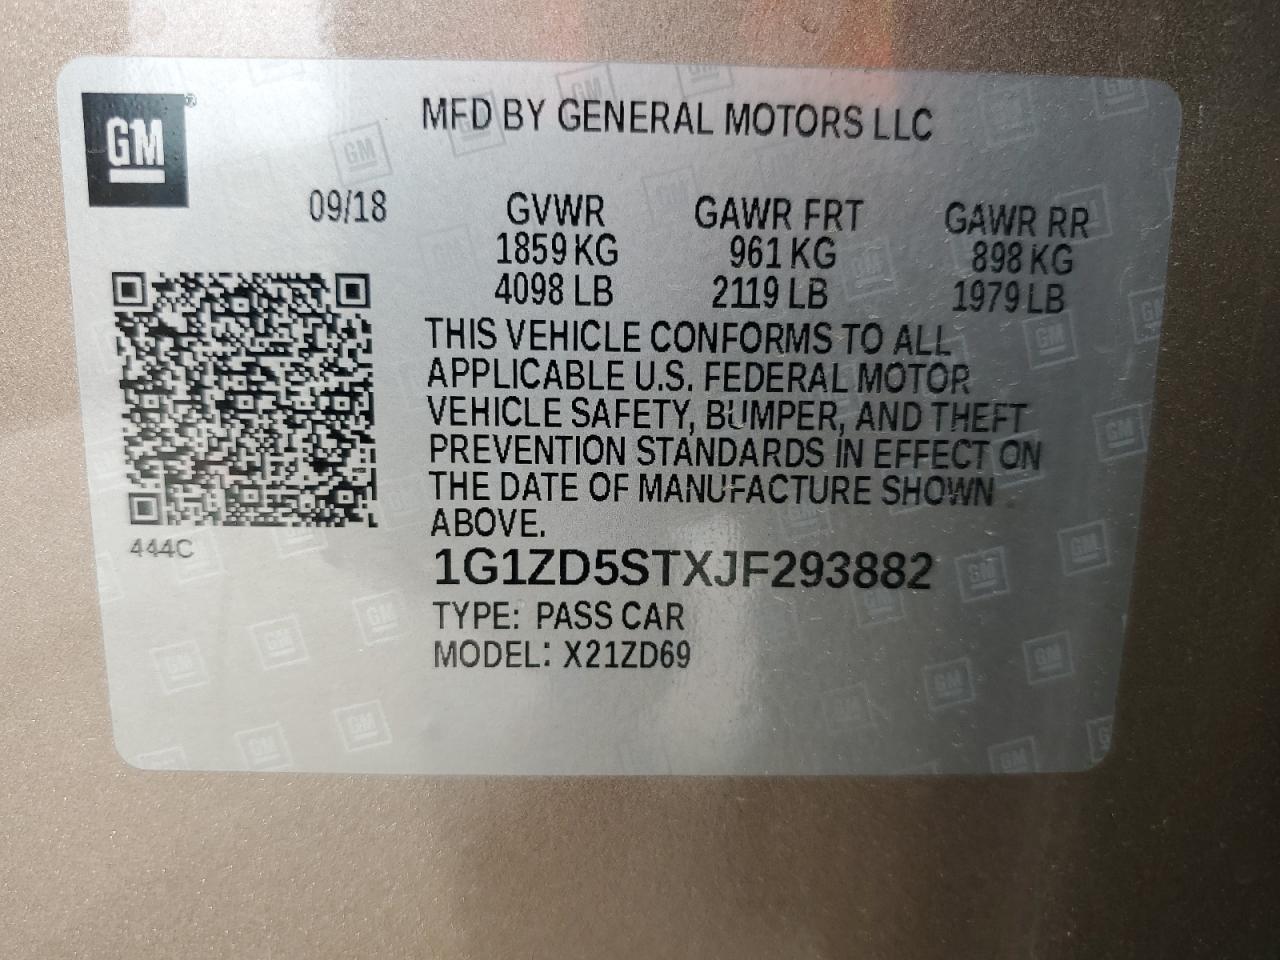 GM®
MFD BY GENERAL MOTORS LLC
09/18
GVWR
1859 KG
4098 LB
GAWR FRT
961 KG
2119 LB
GAWR RR
898 KG
1979 LB
THIS VEHICLE CONFORMS TO ALL
APPLICABLE U.S. FEDERAL MOTOR
VEHICLE SAFETY, BUMPER, AND THEFT
PREVENTION STANDARDS IN EFFECT ON
THE DATE OF MANUFACTURE SHOWN
ABOVE.
444C
1G1ZD5STXJF293882
TYPE: PASS CAR
MODEL: X21ZD69